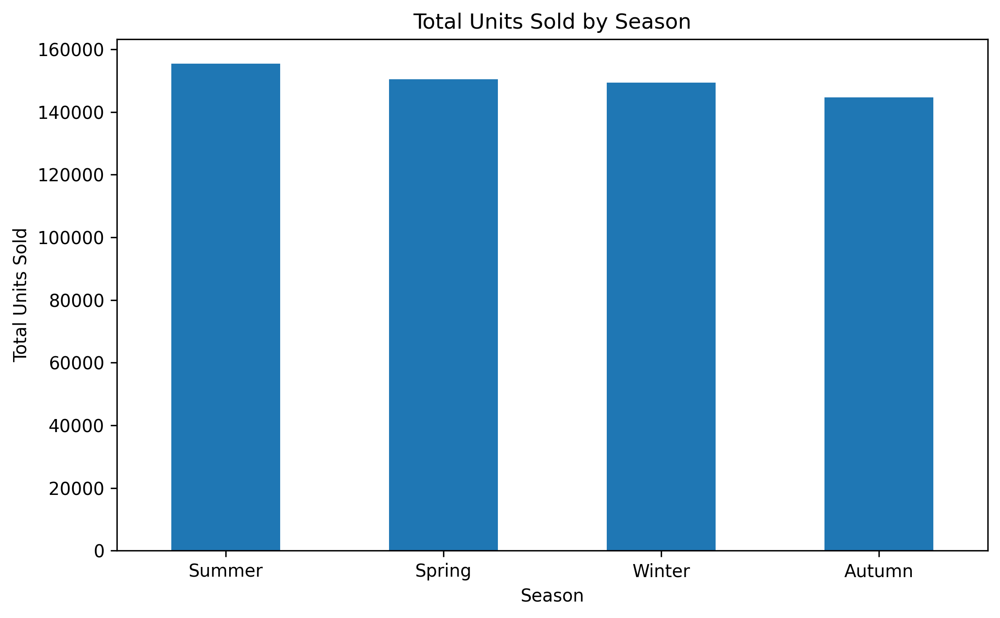 Total Units Sold by Season
Total Units Sold
160000
140000
120000
100000
80000
60000
40000
20000
0
Summer Spring Winter Autumn
Season